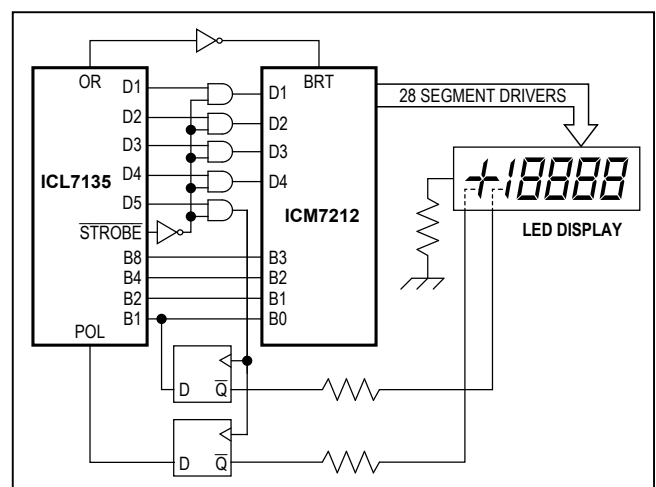 OR
BRT
D1
D2
D3
D4
D5
ICL7135
STROBE
B8
B4
B2
B1
POL
D1
D2
D3
D4
ICM7212
B3
B2
B1
B0
28 SEGMENT DRIVERS
+18888
LED DISPLAY
D Q
D Q